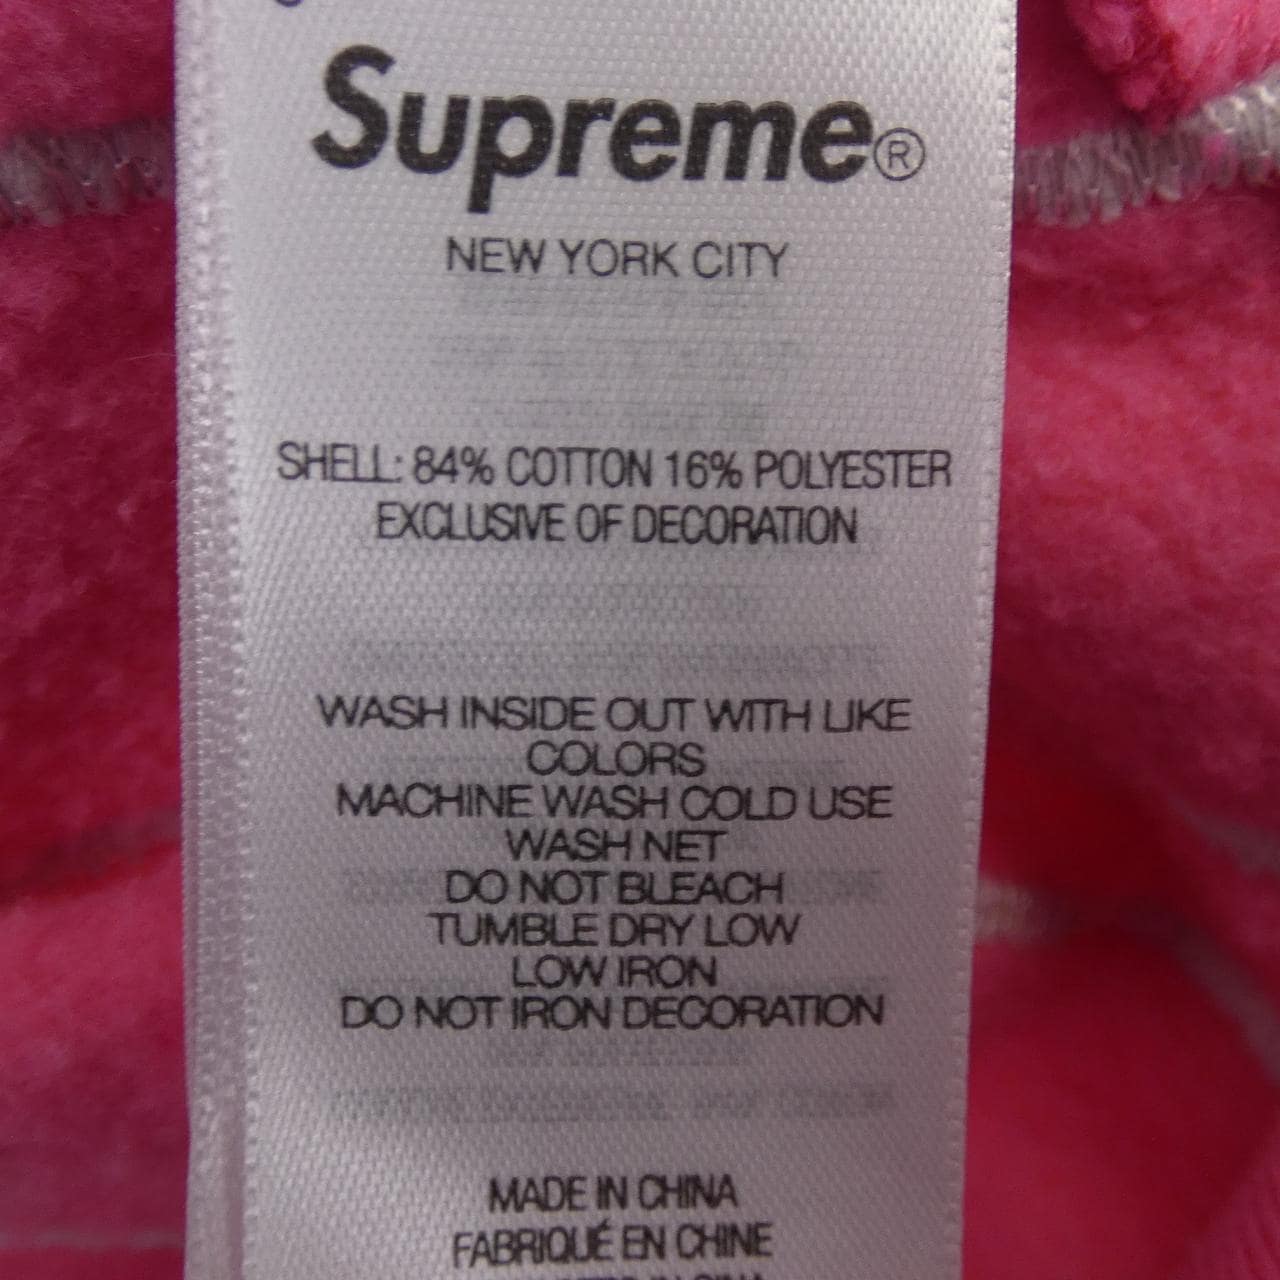 Supreme®
NEW YORK CITY
SHELL: 84% COTTON 16% POLYESTER
EXCLUSIVE OF DECORATION
WASH INSIDE OUT WITH LIKE
COLORS
MACHINE WASH COLD USE
WASH NET
DO NOT BLEACH
TUMBLE DRY LOW
LOW IRON
DO NOT IRON DECORATION
MADE IN CHINA
FABRIQUÉ EN CHINE